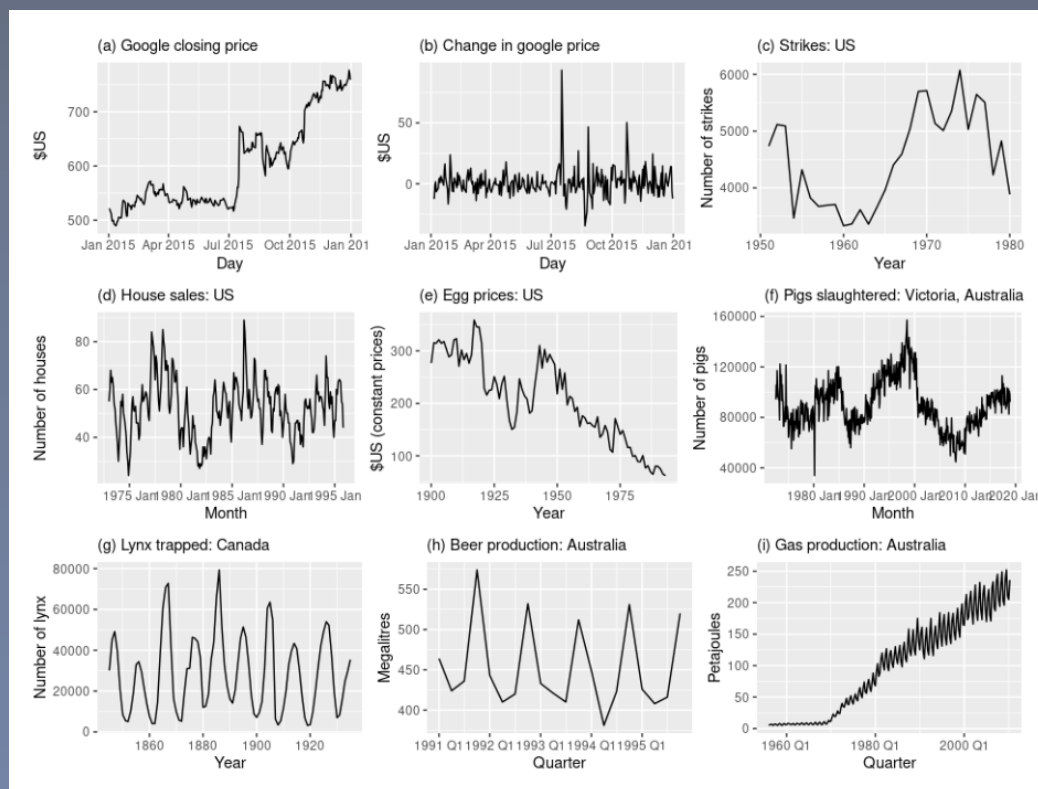 (a) Google closing price
$US
700
600
500
Jan 2015 Apr 2015 Jul 2015 Oct 2015 Jan 201
Day
(b) Change in google price
$US
50
0
Jan 2015 Apr 2015 Jul 2015 Oct 2015 Jan 201
Day
(c) Strikes: US
Number of strikes
6000
5000
4000
1950 1960 1970 1980
Year
(d) House sales: US
Number of houses
80
60
40
1975 Jan 1980 Jan 1985 Jan 1990 Jan 1995 Jan
Month
(e) Egg prices: US
$US (constant prices)
300
200
100
1900 1925 1950 1975
Year
(f) Pigs slaughtered: Victoria, Australia
Number of pigs
160000
120000
80000
40000
1980 Jan 1990 Jan 2000 Jan 2010 Jan 2020 Jan
Month
(g) Lynx trapped: Canada
Number of lynx
80000
60000
40000
20000
0
1860 1880 1900 1920
Year
(h) Beer production: Australia
Megalitres
550
500
450
400
1991 Q1 1992 Q1 1993 Q1 1994 Q1 1995 Q1
Quarter
(i) Gas production: Australia
Petajoules
250
200
150
100
50
0
1960 Q1 1980 Q1 2000 Q1
Quarter